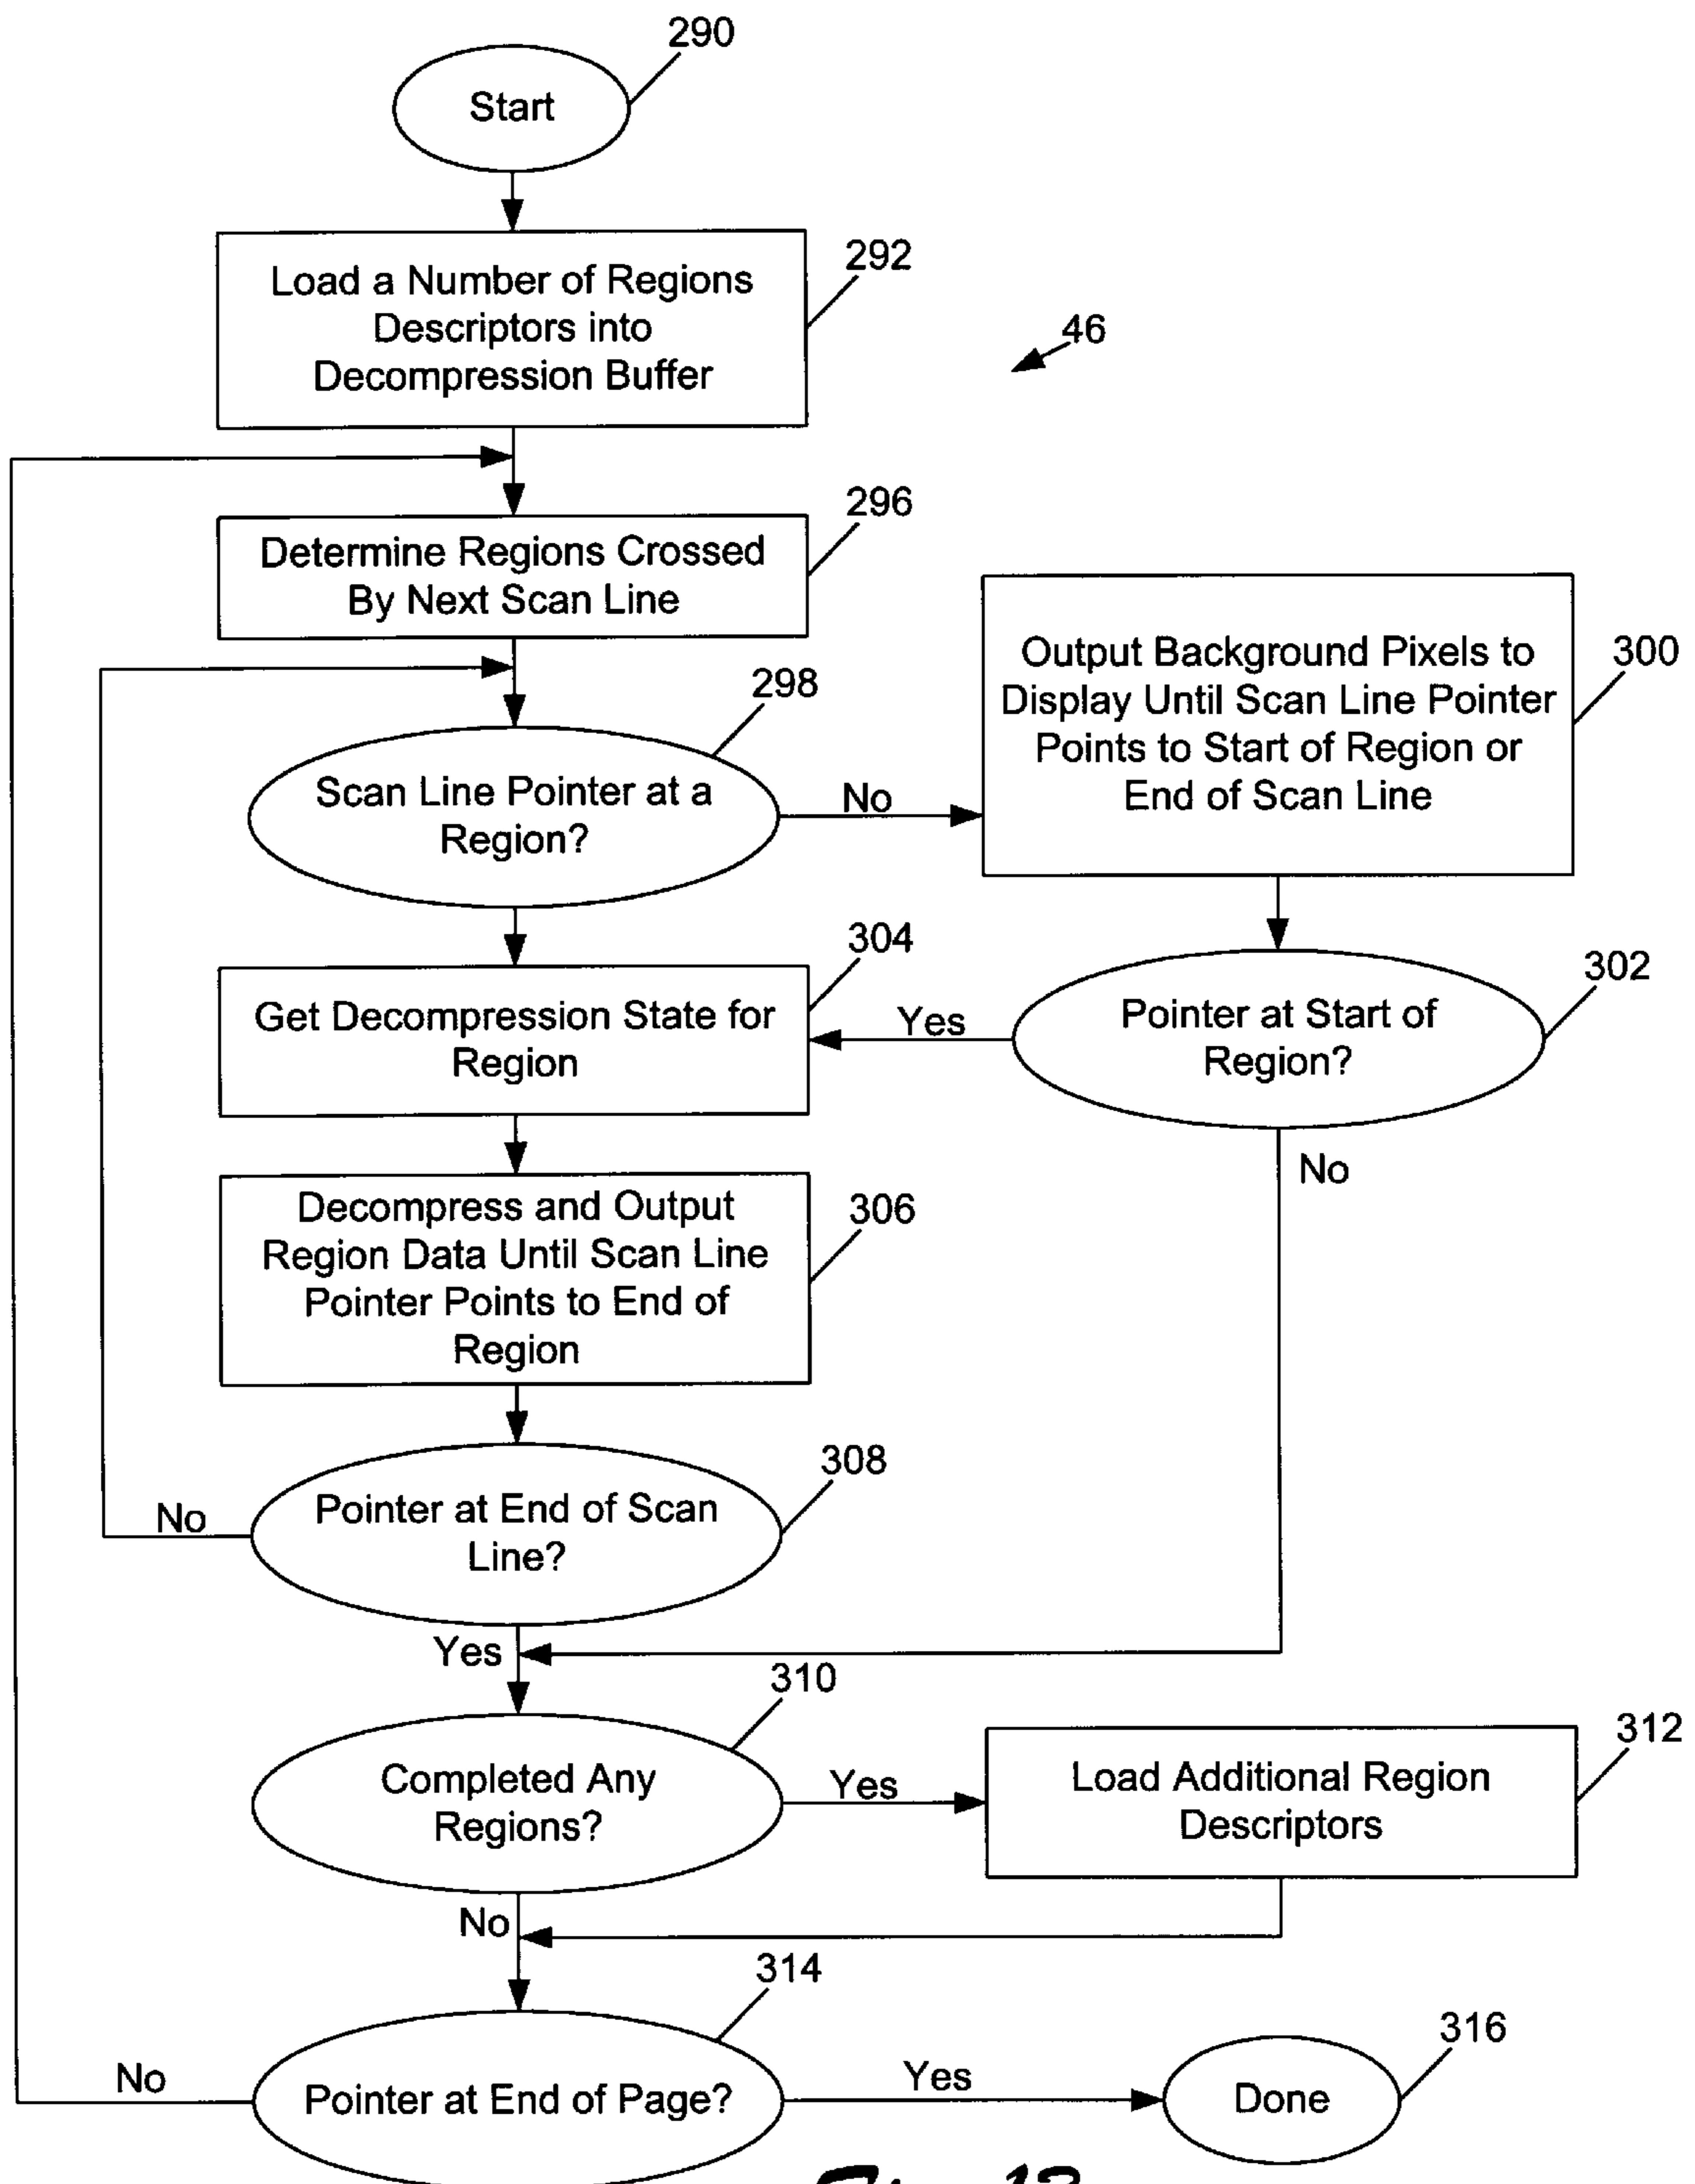 290
Start
292
Load a Number of Regions
Descriptors into
Decompression Buffer
46
296
Determine Regions Crossed
By Next Scan Line
298
Scan Line Pointer at a
Region?
No
300
Output Background Pixels to
Display Until Scan Line Pointer
Points to Start of Region or
End of Scan Line
304
Get Decompression State for
Region
Yes
302
Pointer at Start of
Region?
No
306
Decompress and Output
Region Data Until Scan Line
Pointer Points to End of
Region
308
Pointer at End of Scan
Line?
No
Yes
310
Completed Any
Regions?
Yes
312
Load Additional Region
Descriptors
No
314
Pointer at End of Page?
No
Yes
316
Done